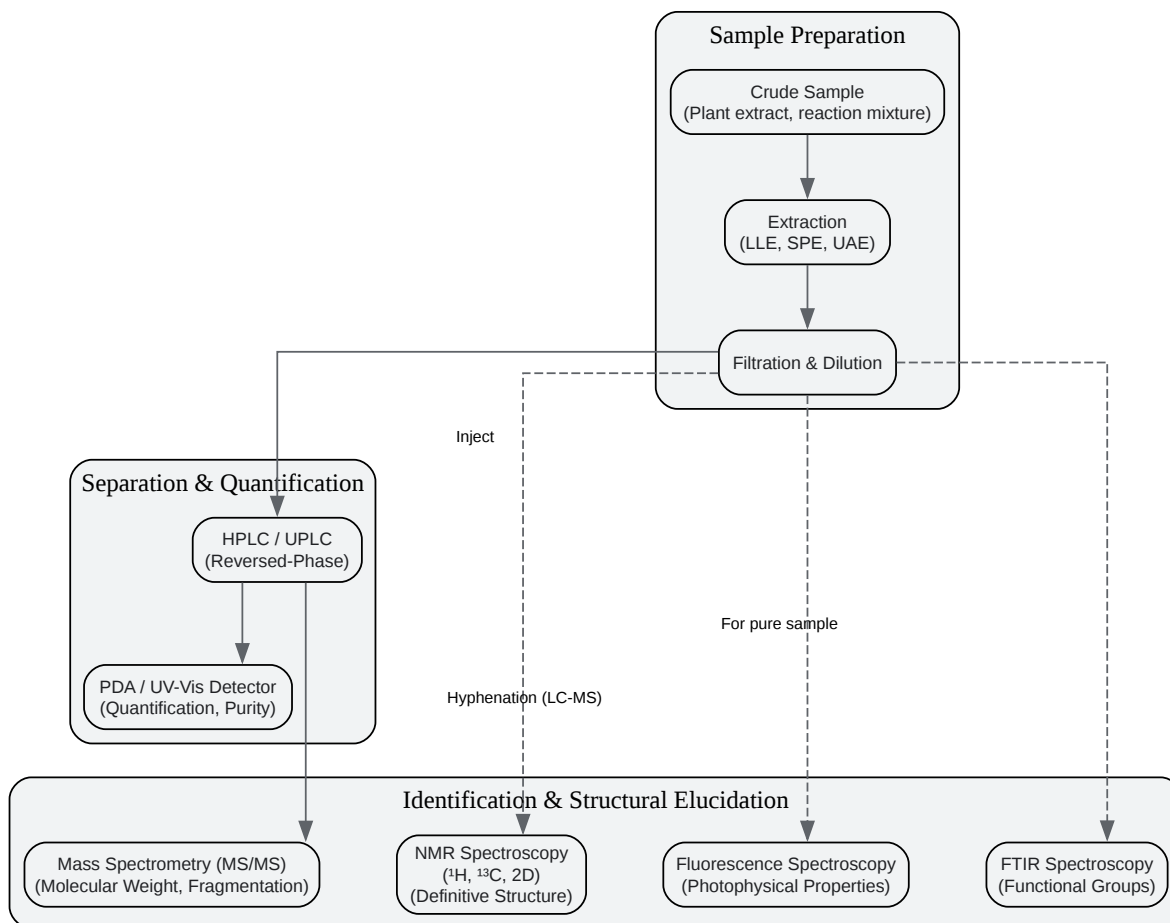 Sample Preparation
Crude Sample
(Plant extract, reaction mixture)
Extraction
(LLE, SPE, UAE)
Filtration & Dilution
Inject
Separation & Quantification
HPLC / UPLC
(Reversed-Phase)
For pure sample
PDA / UV-Vis Detector
(Quantification, Purity)
Hyphenation (LC-MS)
Identification & Structural Elucidation
Mass Spectrometry (MS/MS)
(Molecular Weight, Fragmentation)
NMR Spectroscopy
(¹H, ¹³C, 2D)
(Definitive Structure)
Fluorescence Spectroscopy
(Photophysical Properties)
FTIR Spectroscopy
(Functional Groups)